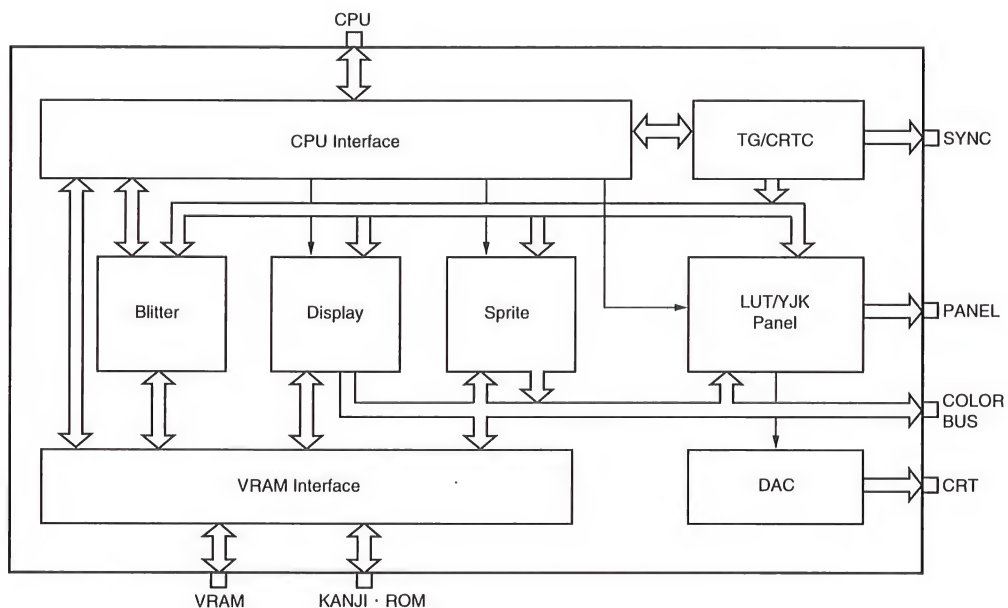 CPU
CPU Interface
TG/CRTC
SYNC
Blitter
Display
Sprite
LUT/YJK
Panel
PANEL
COLOR
BUS
VRAM Interface
DAC
CRT
VRAM
KANJI · ROM